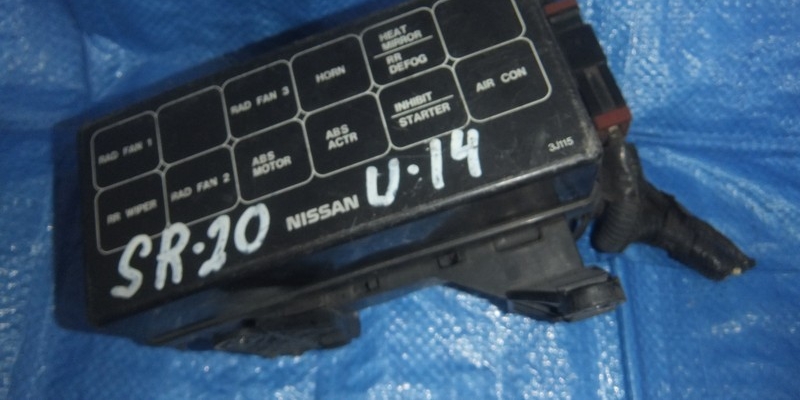 RAD FAN 1
RAD FAN 3
HORN
HEAT MIRROR
RR DEFOG
RR WIPER
RAD FAN 2
ABS MOTOR
ABS ACTR
INHIBIT
STARTER
AIR CON
3J115
SR·20
NISSAN
U·14